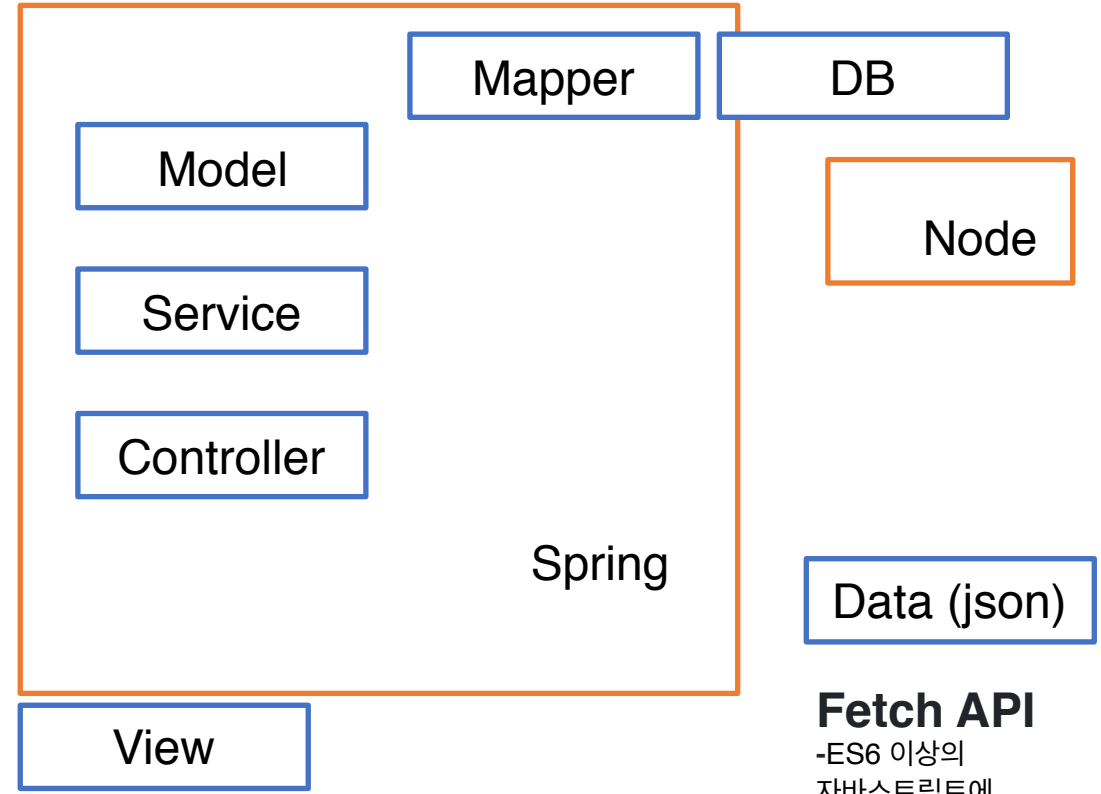 Mapper
DB
Model
Node
Service
Controller
Spring
Data (json)
Fetch API
-ES6 이상의
View